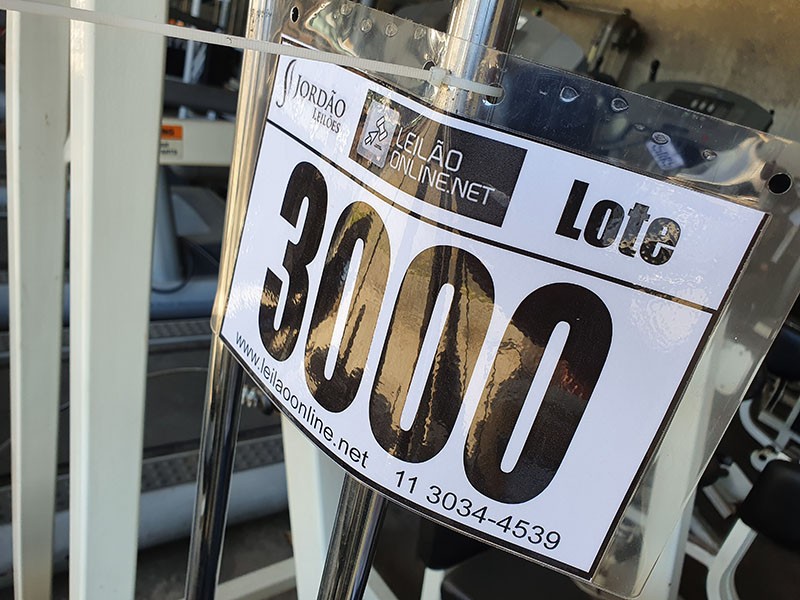 JORDÃO
LEILÕES
LEILÃO
ONLINE.NET
Lote
3000
www.leilaoonline.net
11 3034-4539